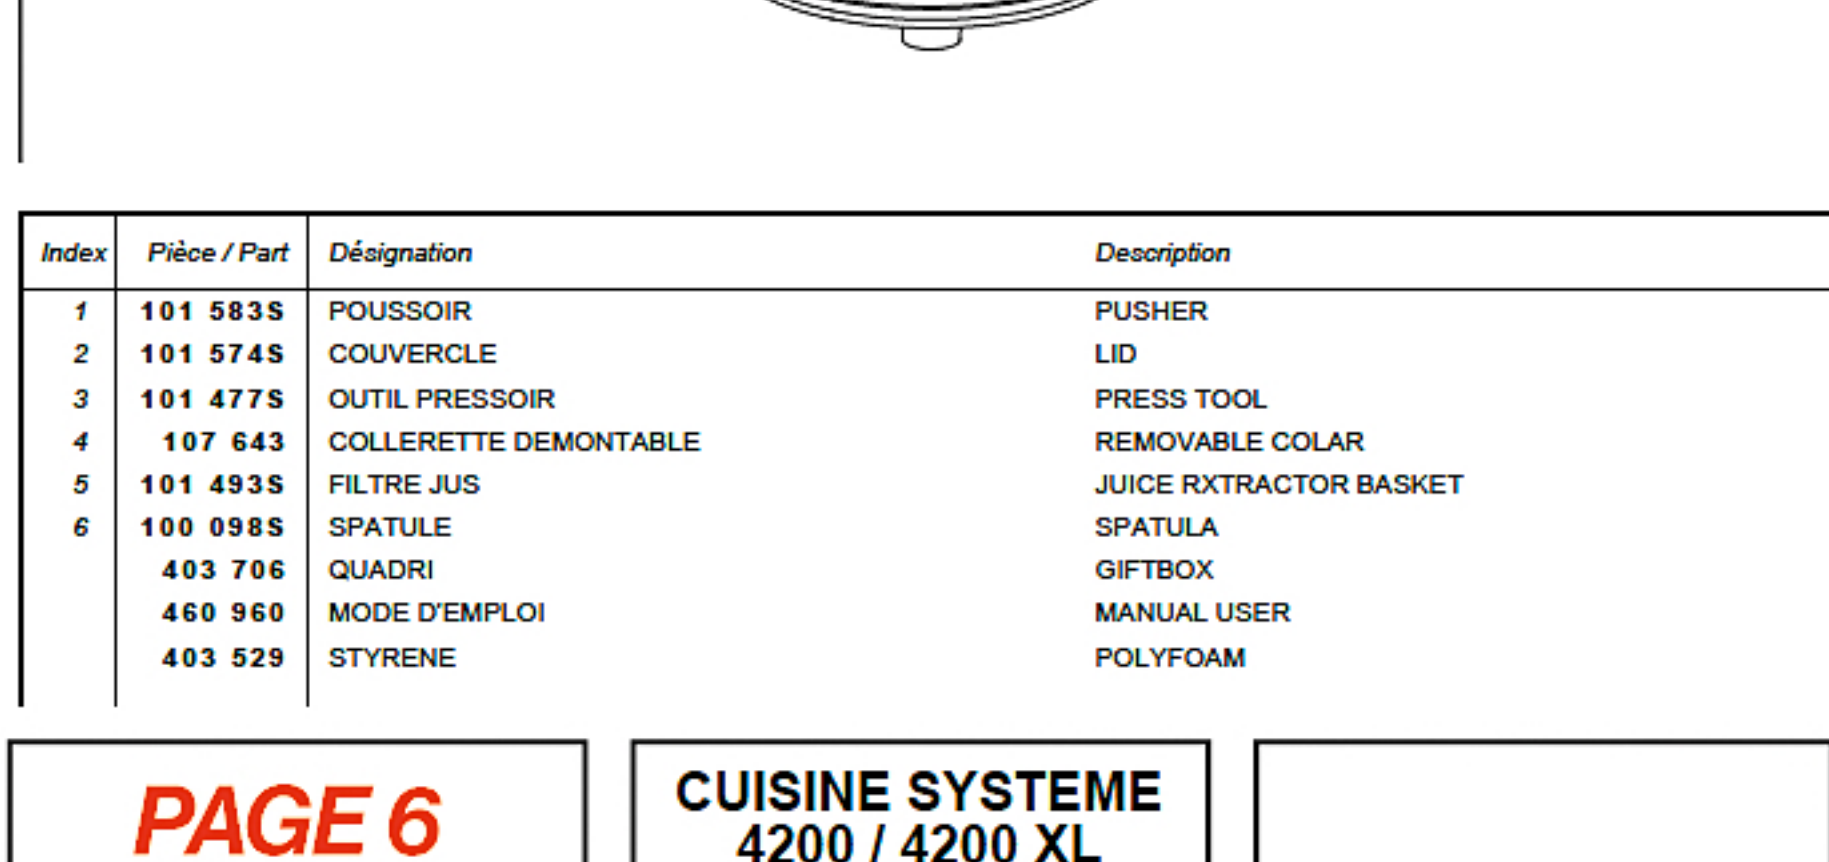 Index Pièce / Part Désignation Description
1 101 583S POUSSOIR PUSHER
2 101 574S COUVERCLE LID
3 101 477S OUTIL PRESSOIR PRESS TOOL
4 107 643 COLLERETTE DEMONTABLE REMOVABLE COLAR
5 101 493S FILTRE JUS JUICE RXTRACTOR BASKET
6 100 098S SPATULE SPATULA
403 706 QUADRI GIFTBOX
460 960 MODE D'EMPLOI MANUAL USER
403 529 STYRENE POLYFOAM
PAGE 6
CUISINE SYSTEME
4200 / 4200 XL